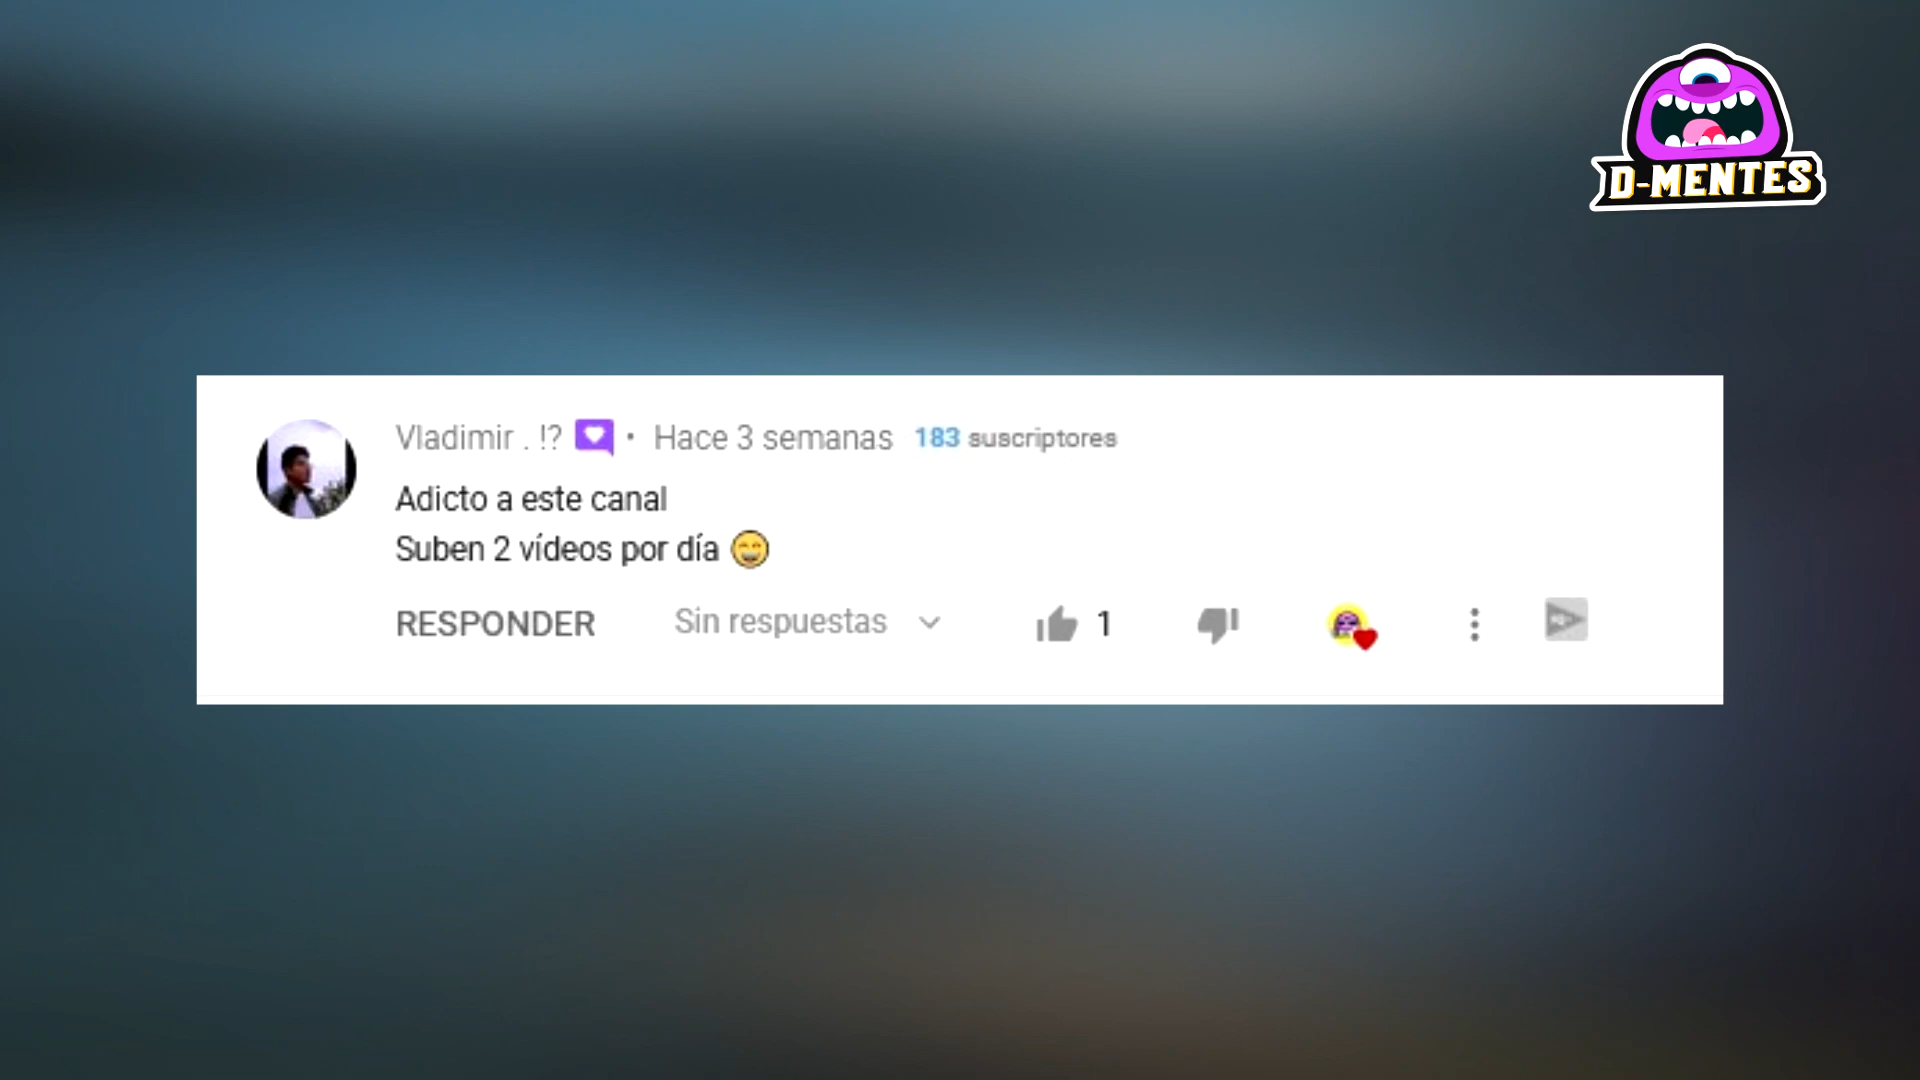 D-MENTES
Vladimir . !? • Hace 3 semanas 183 suscriptores
Adicto a este canal
Suben 2 vídeos por día 😁
RESPONDER Sin respuestas 1